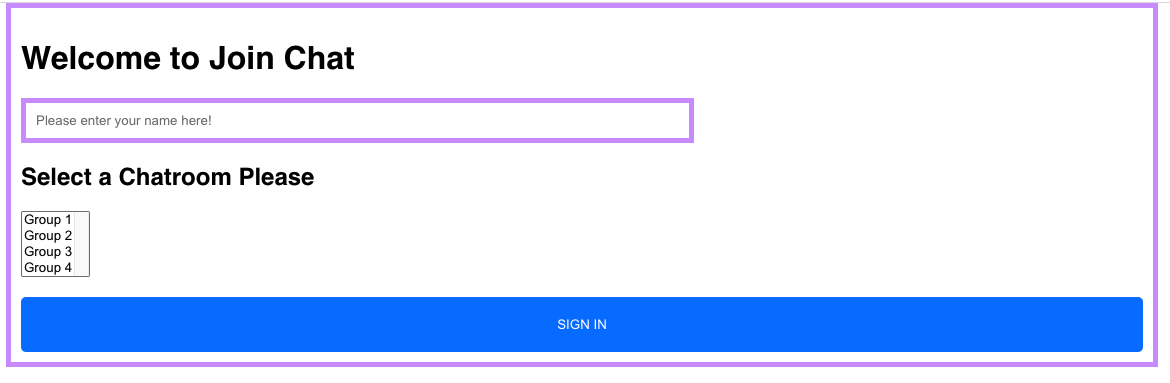 Welcome to Join Chat
Please enter your name here!
Select a Chatroom Please
Group 1
Group 2
Group 3
Group 4
SIGN IN